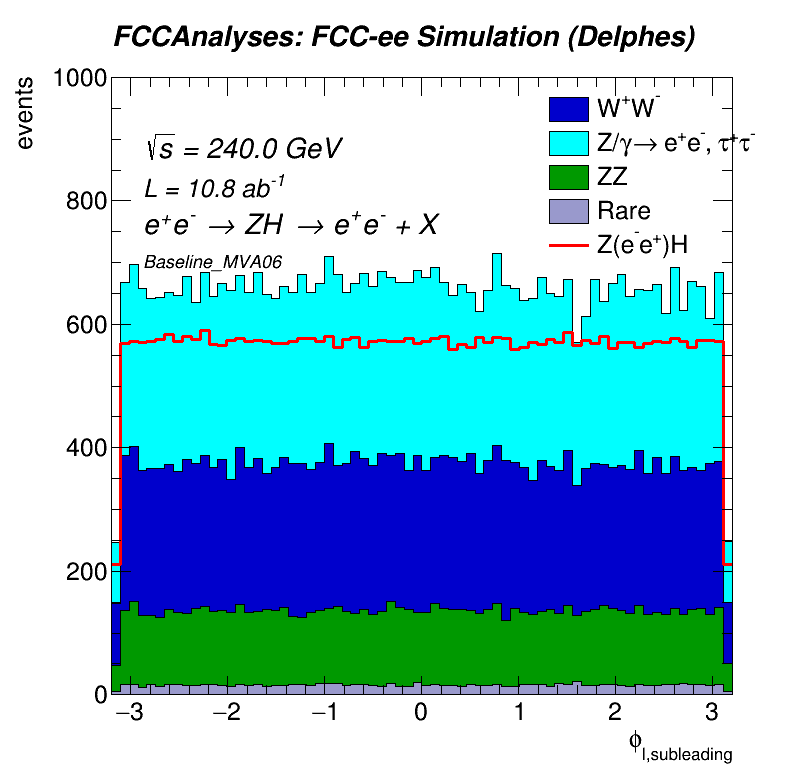 FCCAnalyses: FCC-ee Simulation (Delphes)
events
1000
800
600
400
200
0
√s = 240.0 GeV
L = 10.8 ab⁻¹
e⁺e⁻ → ZH → e⁺e⁻ + X
Baseline_MVA06
W⁺W⁻
Z/γ→ e⁺e⁻, τ⁺τ⁻
ZZ
Rare
Z(e⁻e⁺)H
−3 −2 −1 0 1 2 3
ϕ_l,subleading